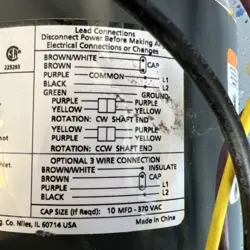 Lead Connections
Disconnect Power Before Making
Electrical Connections or Changes
BROWN/WHITE
BROWN CAP
PURPLE COMMON L1
BLACK L2
GREEN GROUND
PURPLE PURPLE
YELLOW YELLOW
ROTATION: CW SHAFT END
YELLOW PURPLE
PURPLE YELLOW
ROTATION: CCW SHAFT END
OPTIONAL 3 WIRE CONNECTION
BROWN/WHITE INSULATE
BROWN CAP
PURPLE L1
BLACK L2
CAP SIZE (If Reqd): 10 MFD - 370 VAC
Co. Niles, IL 60714 USA Made in China
225293